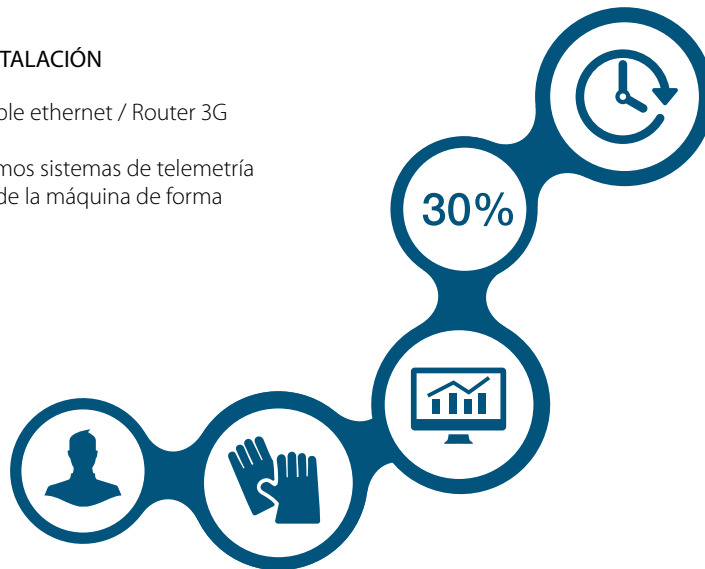 TALACIÓN
ble ethernet / Router 3G
mos sistemas de telemetría
de la máquina de forma
30%